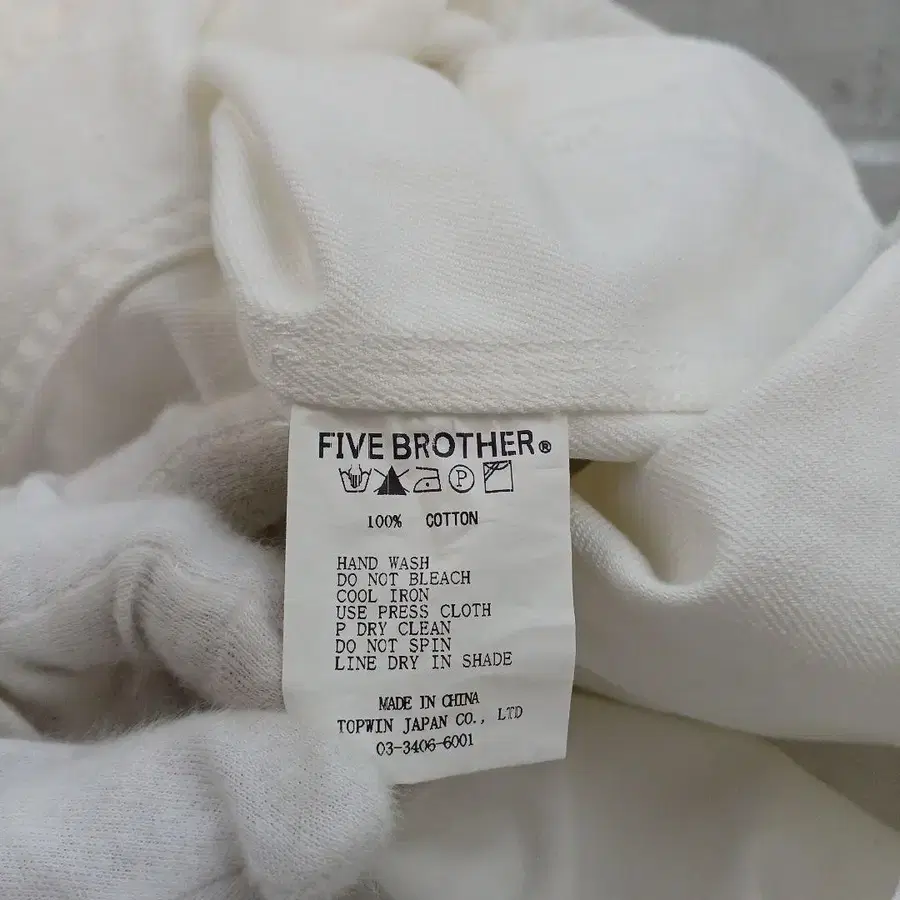 FIVE BROTHER®
P
100% COTTON
HAND WASH
DO NOT BLEACH
COOL IRON
USE PRESS CLOTH
P DRY CLEAN
DO NOT SPIN
LINE DRY IN SHADE
MADE IN CHINA
TOPWIN JAPAN CO., LTD
03-3406-6001